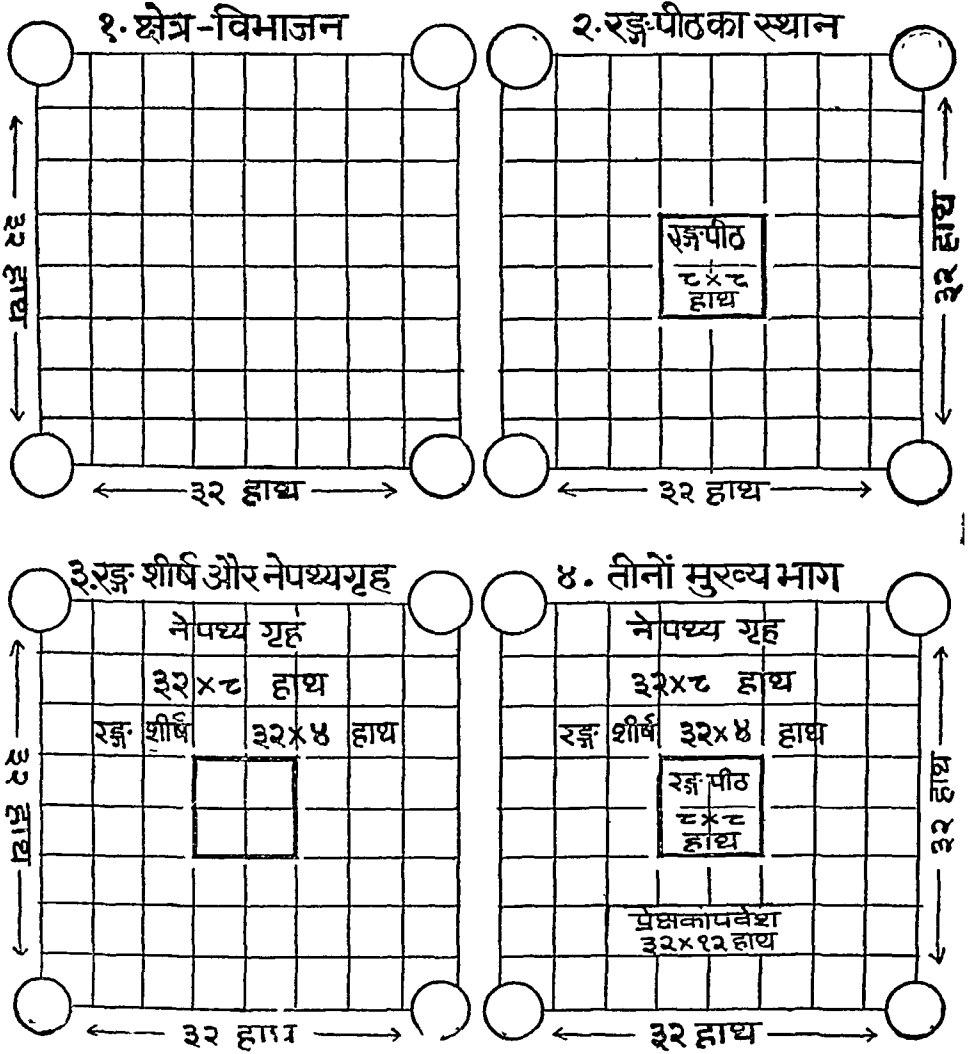 १. क्षेत्र-विभाजन
३२ हाथ
३२ हाथ
२. रङ्गपीठका स्थान
रङ्गपीठ
८×८
हाथ
३२ हाथ
३२ हाथ
३. रङ्गशीर्ष और नेपथ्यगृह
नेपथ्य गृह
३२×८ हाथ
रङ्ग शीर्ष ३२×४ हाथ
३२ हाथ
३२ हाथ
४. तीनों मुख्य भाग
नेपथ्य गृह
३२×८ हाथ
रङ्ग शीर्ष ३२×४ हाथ
रङ्गपीठ
८×८
हाथ
प्रेक्षकोपवेश
३२×१२ हाथ
३२ हाथ
३२ हाथ